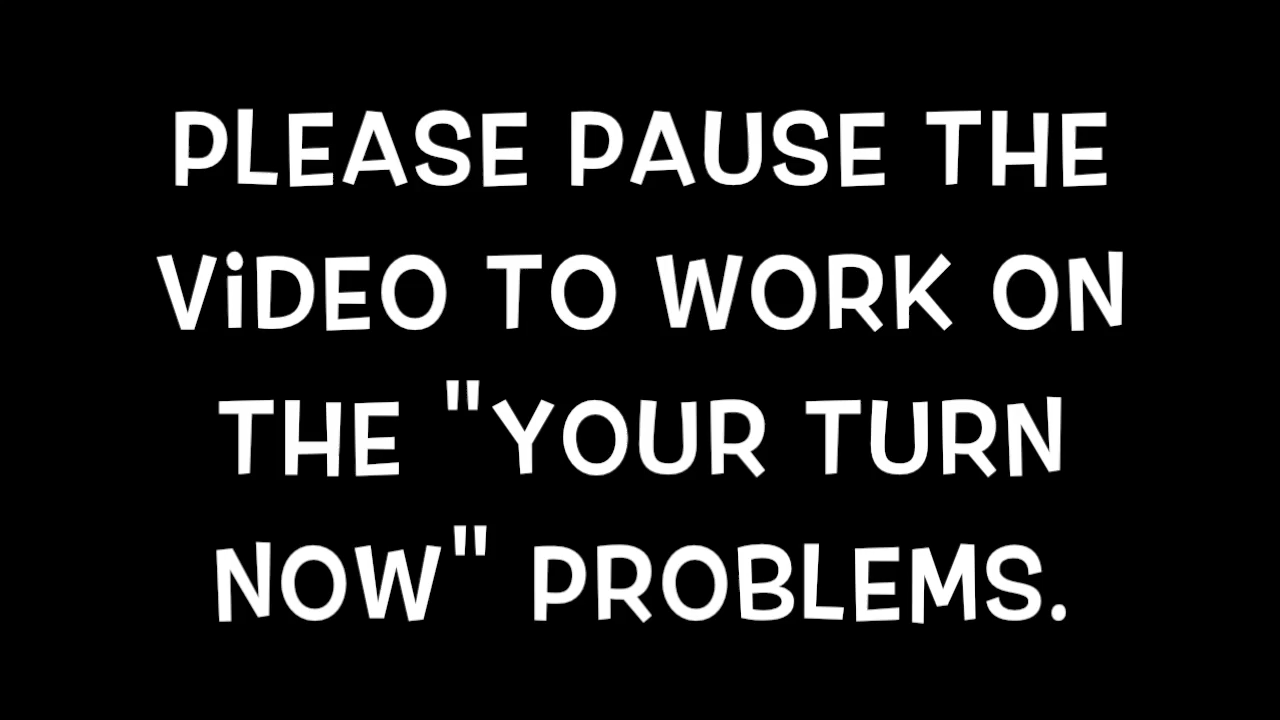 PLEASE PAUSE THE
ViDEO TO WORK ON
THE "YOUR TURN
NOW" PROBLEMS.